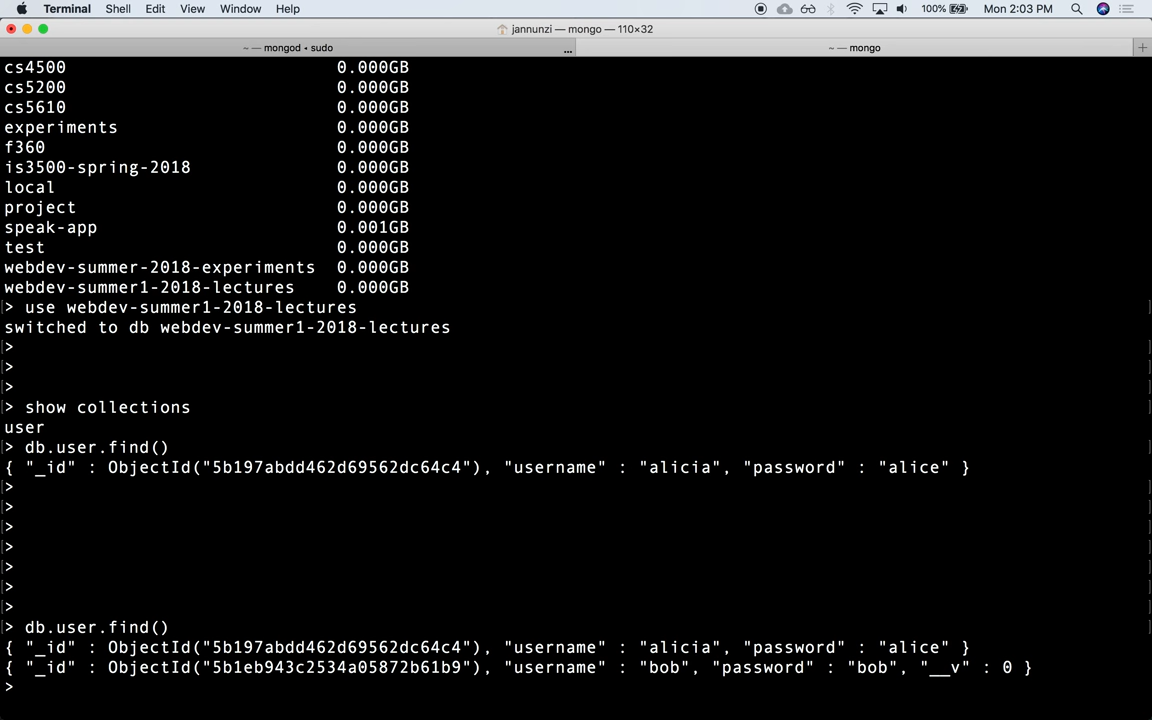 Terminal Shell Edit View Window Help 100% Mon 2:03 PM
jannunzi — mongo — 110×32
~ — mongod • sudo ... ~ — mongo +
cs4500 0.000GB
cs5200 0.000GB
cs5610 0.000GB
experiments 0.000GB
f360 0.000GB
is3500-spring-2018 0.000GB
local 0.000GB
project 0.000GB
speak-app 0.001GB
test 0.000GB
webdev-summer-2018-experiments 0.000GB
webdev-summer1-2018-lectures 0.000GB
> use webdev-summer1-2018-lectures
switched to db webdev-summer1-2018-lectures
>
>
>
> show collections
user
> db.user.find()
{ "_id" : ObjectId("5b197abdd462d69562dc64c4"), "username" : "alicia", "password" : "alice" }
>
>
>
>
>
>
>
> db.user.find()
{ "_id" : ObjectId("5b197abdd462d69562dc64c4"), "username" : "alicia", "password" : "alice" }
{ "_id" : ObjectId("5b1eb943c2534a05872b61b9"), "username" : "bob", "password" : "bob", "__v" : 0 }
>